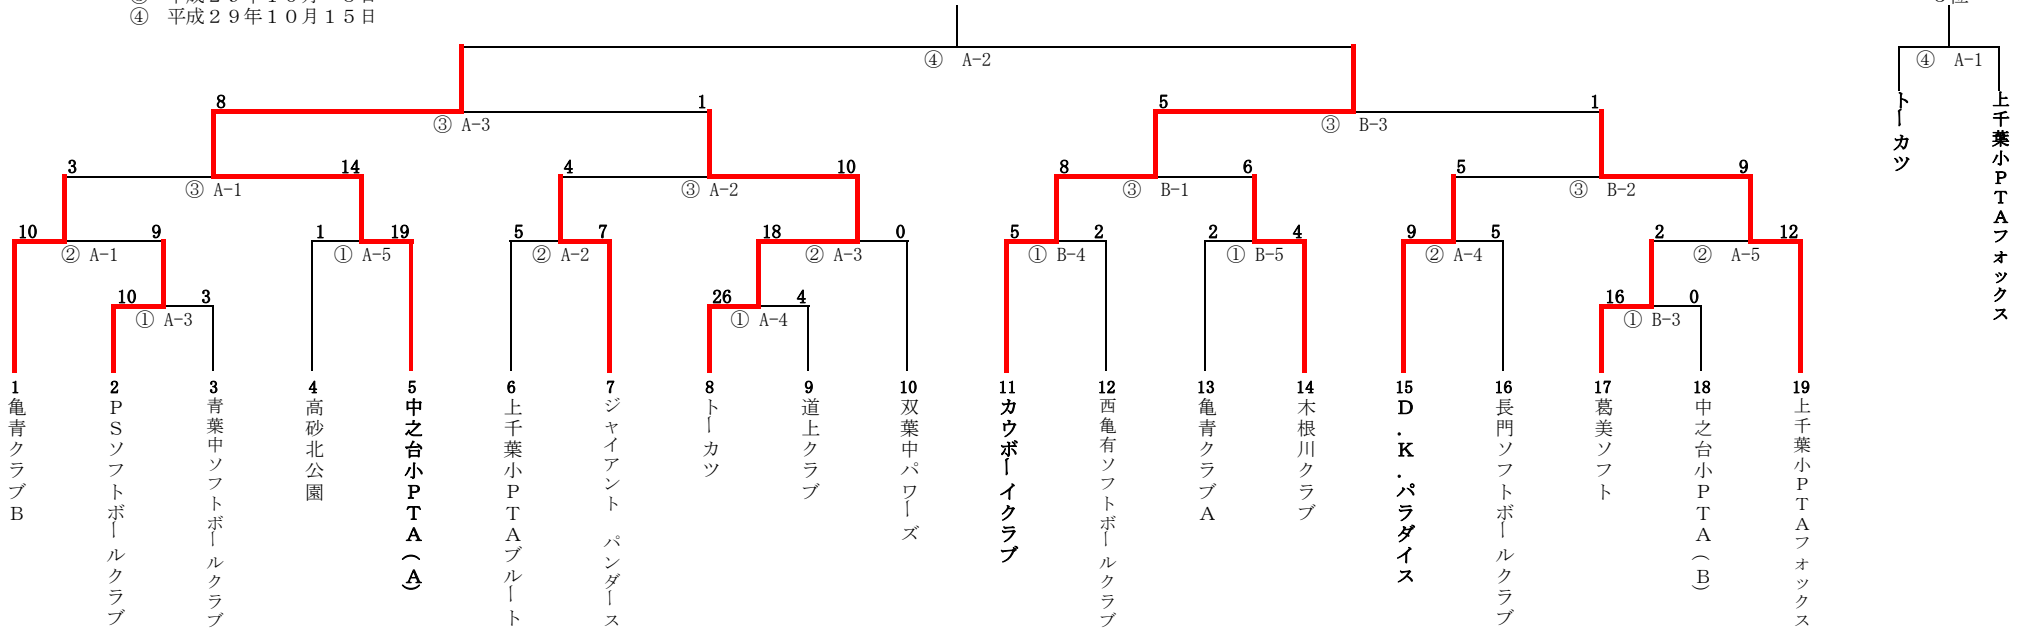 ④ 平成２９年１０月１５日
④ A-2
④ A-1
トーカツ
上千葉小ＰＴＡフォックス
8 1 5 1
③ A-3 ③ B-3
3 14 4 10 8 6 5 9
③ A-1 ③ A-2 ③ B-1 ③ B-2
10 9 1 19 5 7 18 0 5 2 2 4 9 5 2 12
② A-1 ① A-5 ② A-2 ② A-3 ① B-4 ① B-5 ② A-4 ② A-5
10 3 26 4 16 0
① A-3 ① A-4 ① B-3
1 亀青クラブＢ
2 ＰＳソフトボールクラブ
3 青葉中ソフトボールクラブ
4 高砂北公園
5 中之台小ＰＴＡ（Ａ）
6 上千葉小ＰＴＡブルート
7 ジャイアント　パンダース
8 トーカツ
9 道上クラブ
10 双葉中パワーズ
11 カウボーイクラブ
12 西亀有ソフトボールクラブ
13 亀青クラブＡ
14 木根川クラブ
15 Ｄ．Ｋ．パラダイス
16 長門ソフトボールクラブ
17 葛美ソフト
18 中之台小ＰＴＡ（Ｂ）
19 上千葉小ＰＴＡフォックス